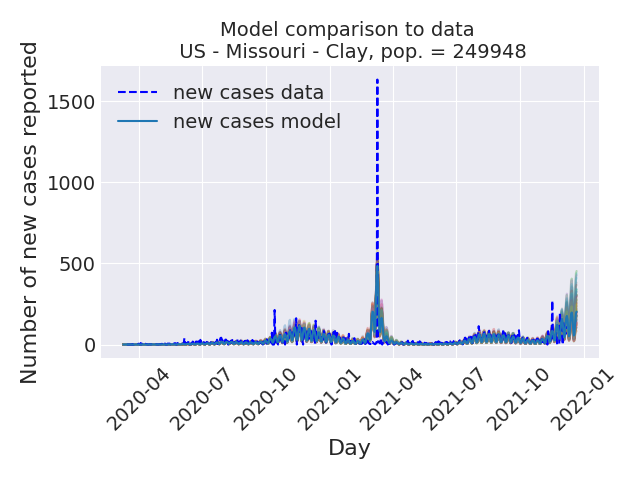 Model comparison to data
US - Missouri - Clay, pop. = 249948
Number of new cases reported
1500
1000
500
0
new cases data
new cases model
2020-04
2020-07
2020-10
2021-01
2021-04
2021-07
2021-10
2022-01
Day